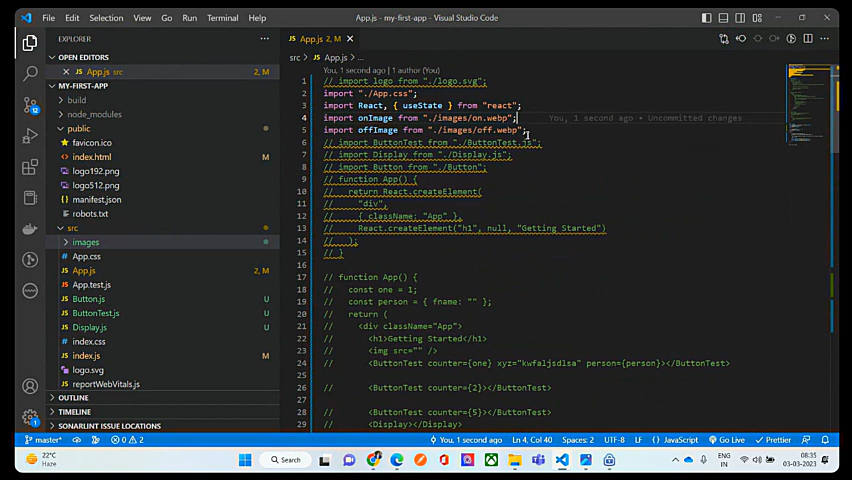 File Edit Selection View Go Run Terminal Help
App.js - my-first-app - Visual Studio Code
EXPLORER
OPEN EDITORS
App.js src 2, M
MY-FIRST-APP
build
node_modules
public
favicon.ico
index.html M
logo192.png
logo512.png
manifest.json
robots.txt
src
images
App.css
App.js 2, M
App.test.js
Button.js U
ButtonTest.js U
Display.js U
index.css
index.js M
logo.svg
reportWebVitals.js
OUTLINE
TIMELINE
SONARLINT ISSUE LOCATIONS
App.js 2, M
src > App.js > ...
You, 1 second ago | 1 author (You)
1 // import logo from "./logo.svg";
2 import "./App.css";
3 import React, { useState } from "react";
4 import onImage from "./images/on.webp"; You, 1 second ago • Uncommitted changes
5 import offImage from "./images/off.webp";
6 // import ButtonTest from "./ButtonTest.js";
7 // import Display from "./Display.js";
8 // import Button from "./Button";
9 // function App() {
10 // return React.createElement(
11 // "div",
12 // { className: "App" },
13 // React.createElement("h1", null, "Getting Started")
14 // );
15 // }
16
17 // function App() {
18 // const one = 1;
19 // const person = { fname: "" };
20 // return (
21 // <div className="App">
22 // <h1>Getting Started</h1>
23 // <img src="" />
24 // <ButtonTest counter={one} xyz="kwfaljsdlsa" person={person}></ButtonTest>
25
26 // <ButtonTest counter={2}></ButtonTest>
27
28 // <ButtonTest counter={5}></ButtonTest>
29 // <Display></Display>
master* 0 2 You, 1 second ago Ln 4, Col 40 Spaces: 2 UTF-8 LF {} JavaScript Go Live Prettier
22°C
Haze
Search
ENG
IN
08:35
03-03-2023